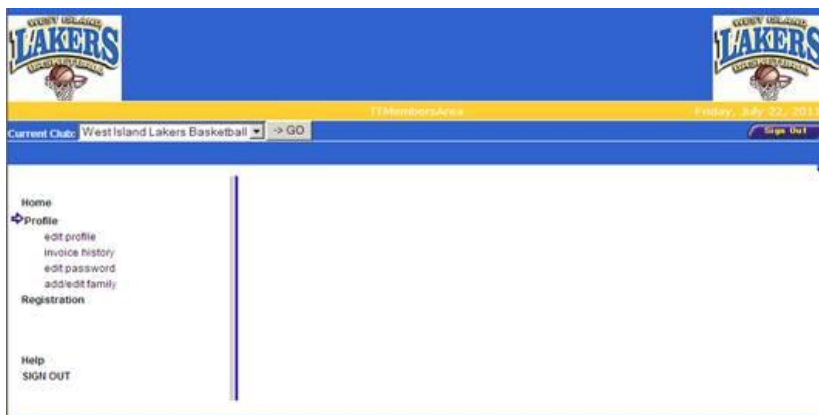 WEST ISLAND
LAKERS
BASKETBALL
WEST ISLAND
LAKERS
BASKETBALL
ITMembersArea
Friday, July 22, 2011
Current Club: West Island Lakers Basketball -> GO
Sign Out
Home
Profile
edit profile
invoice history
edit password
add/edit family
Registration
Help
SIGN OUT